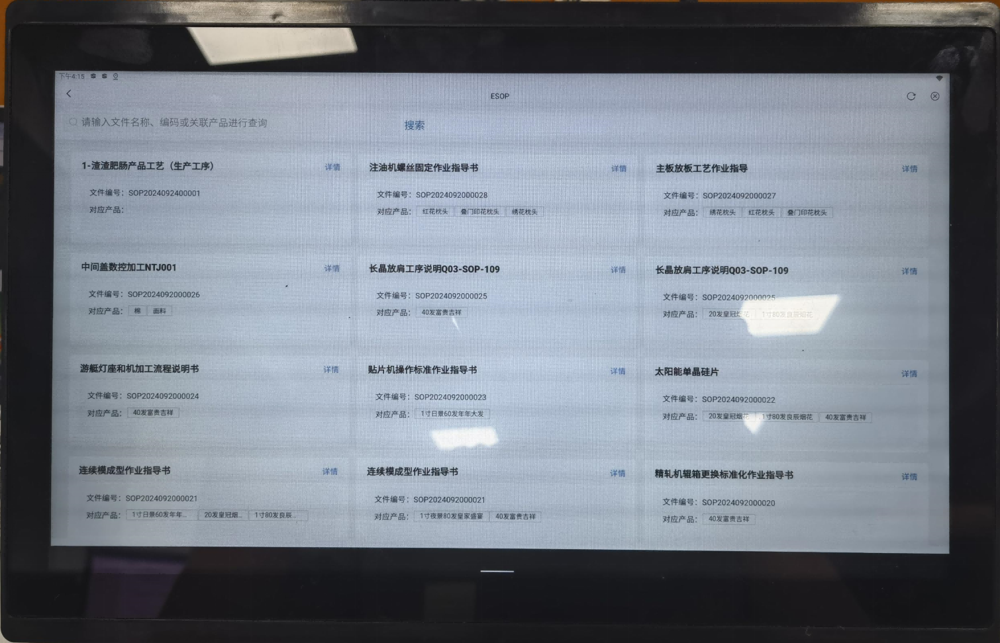 下午4:15
ESOP
请输入文件名称、编码或关联产品进行查询
搜索
1-渣渣肥肠产品工艺（生产工序）
详情
文件编号：SOP2024092400001
对应产品：
注油机螺丝固定作业指导书
详情
文件编号：SOP2024092000028
对应产品： 红花枕头 叠门印花枕头 绣花枕头
主板放板工艺作业指导
详情
文件编号：SOP2024092000027
对应产品： 绣花枕头 红花枕头 叠门印花枕头
中间盖数控加工NTJ001
详情
文件编号：SOP2024092000026
对应产品： 棉 面料
长晶放肩工序说明Q03-SOP-109
详情
文件编号：SOP2024092000025
对应产品： 40发富贵吉祥
长晶放肩工序说明Q03-SOP-109
详情
文件编号：SOP2024092000025
对应产品： 20发皇冠烟花 1寸80发良辰烟花
游艇灯座和机加工流程说明书
详情
文件编号：SOP2024092000024
对应产品： 40发富贵吉祥
贴片机操作标准作业指导书
详情
文件编号：SOP2024092000023
对应产品： 1寸日景60发年年大发
太阳能单晶硅片
详情
文件编号：SOP2024092000022
对应产品： 20发皇冠烟花 1寸80发良辰烟花 40发富贵吉祥
连续模成型作业指导书
详情
文件编号：SOP2024092000021
对应产品： 1寸日景60发年年... 20发皇冠烟... 1寸80发良辰...
连续模成型作业指导书
详情
文件编号：SOP2024092000021
对应产品： 1寸夜景80发皇家盛宴 40发富贵吉祥
精轧机辊箱更换标准化作业指导书
详情
文件编号：SOP2024092000020
对应产品： 40发富贵吉祥